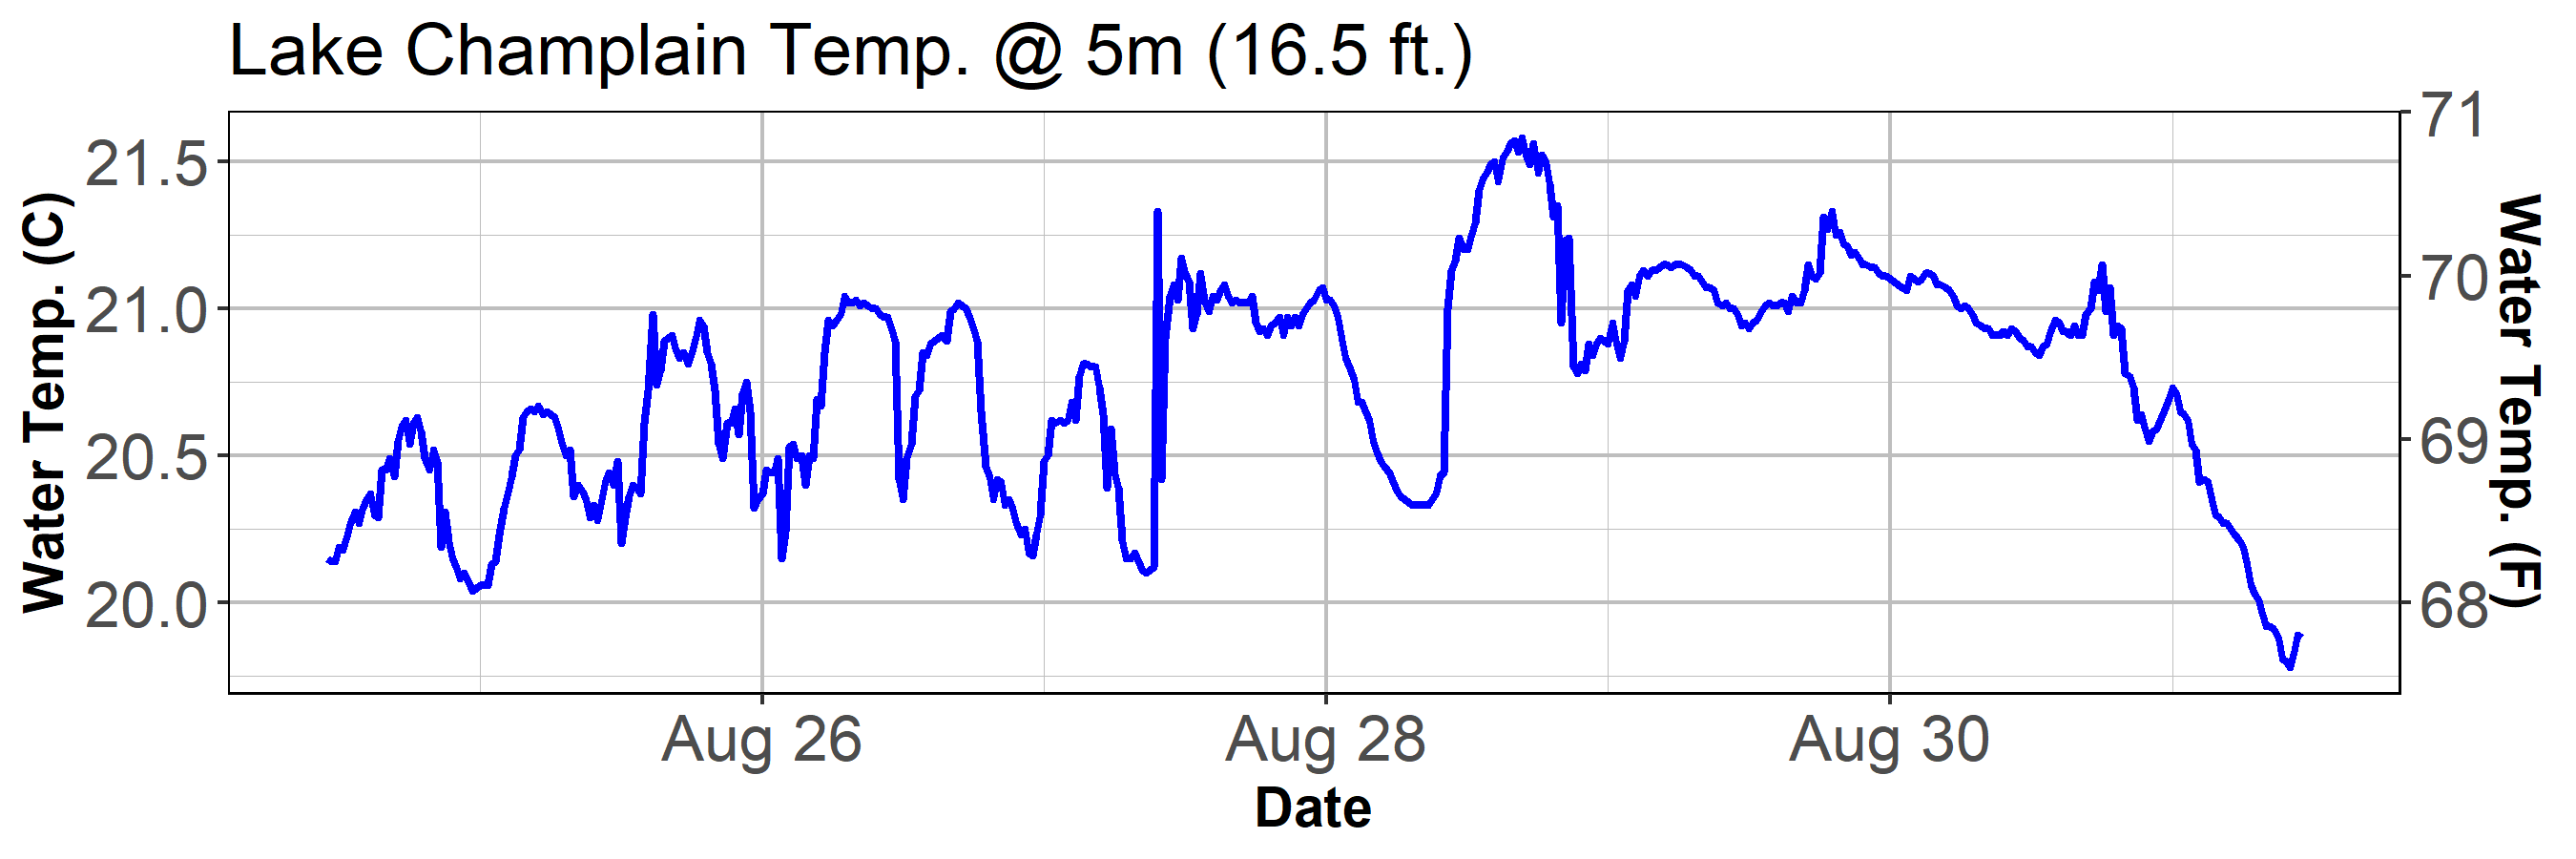 Lake Champlain Temp. @ 5m (16.5 ft.)
Water Temp. (C)
21.5
21.0
20.5
20.0
71
70
69
68
Water Temp. (F)
Aug 26
Aug 28
Aug 30
Date